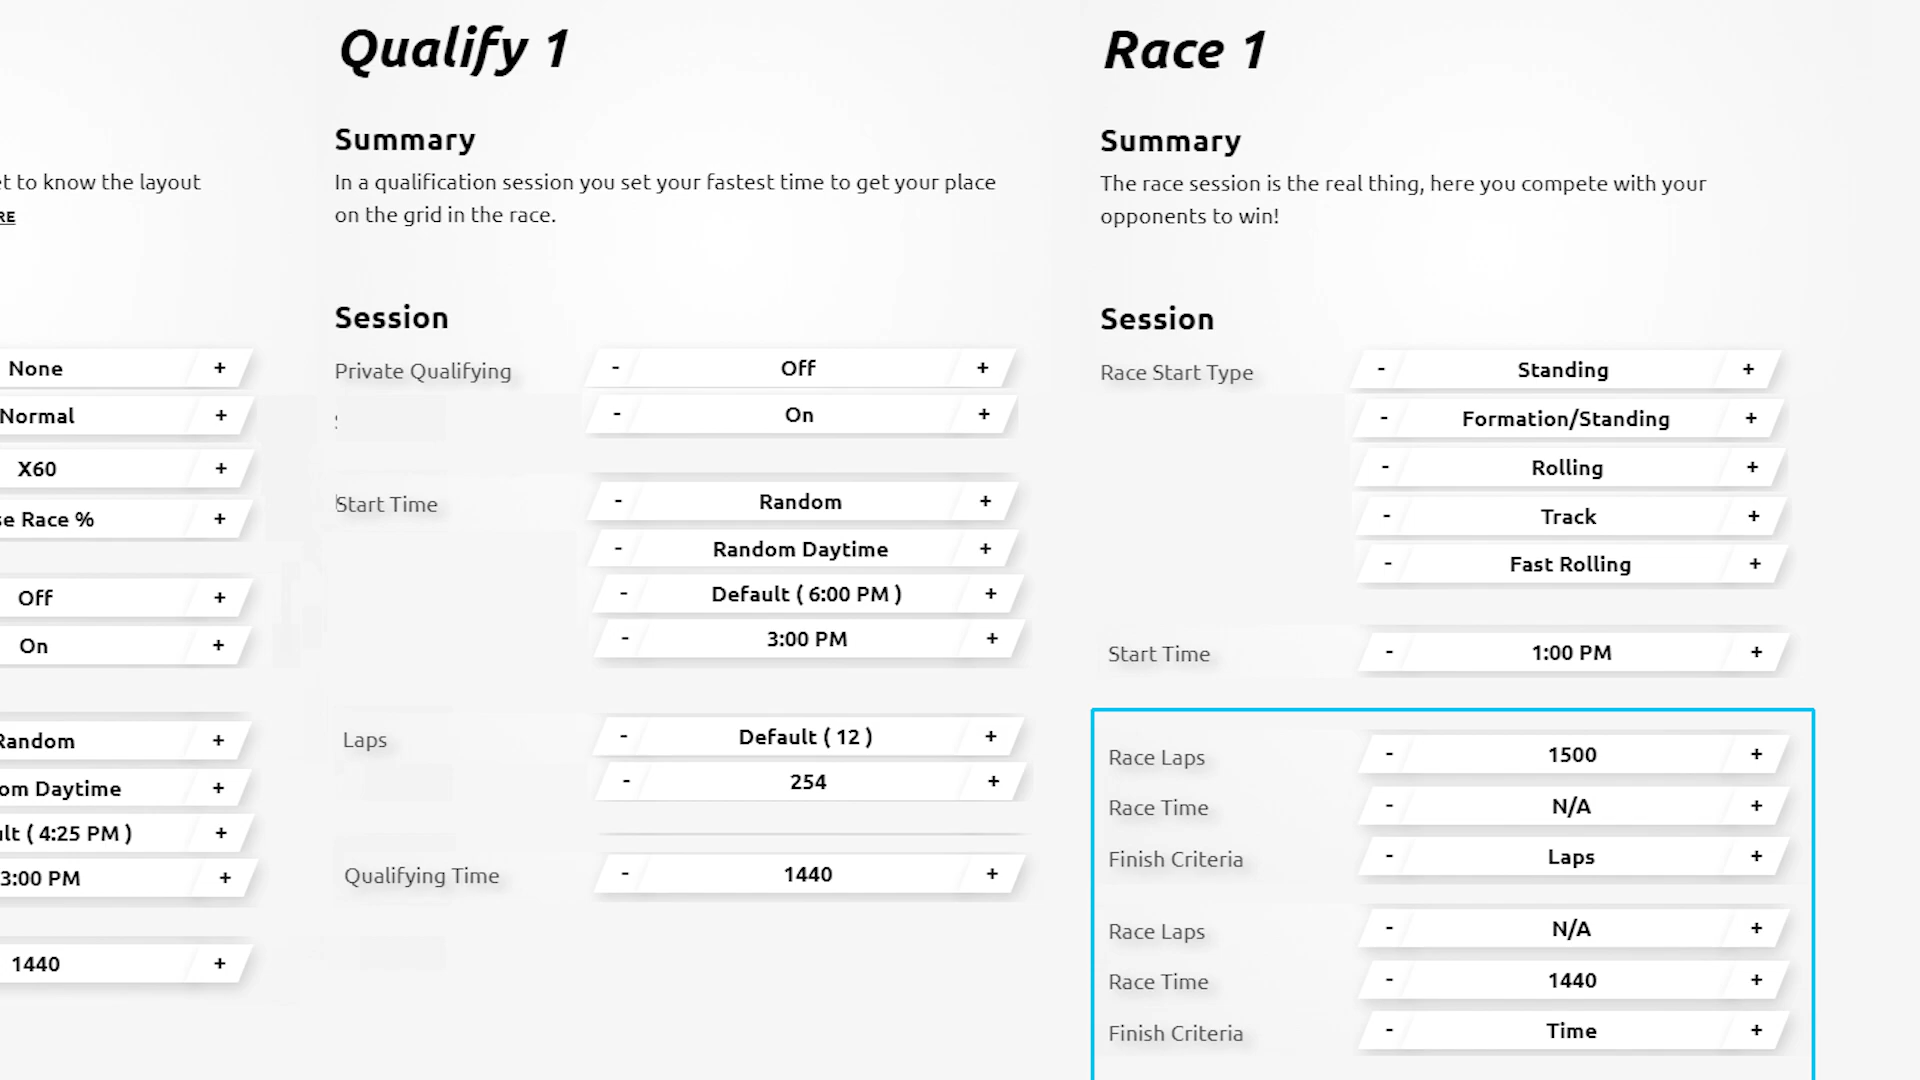 et to know the layout
RE
None +
Normal +
X60 +
se Race % +
Off +
On +
Random +
om Daytime +
ult ( 4:25 PM ) +
3:00 PM +
1440 +
Qualify 1
Summary
In a qualification session you set your fastest time to get your place
on the grid in the race.
Session
Private Qualifying - Off +
- On +
Start Time - Random +
- Random Daytime +
- Default ( 6:00 PM ) +
- 3:00 PM +
Laps - Default ( 12 ) +
- 254 +
Qualifying Time - 1440 +
Race 1
Summary
The race session is the real thing, here you compete with your
opponents to win!
Session
Race Start Type - Standing +
- Formation/Standing +
- Rolling +
- Track +
- Fast Rolling +
Start Time - 1:00 PM +
Race Laps - 1500 +
Race Time - N/A +
Finish Criteria - Laps +
Race Laps - N/A +
Race Time - 1440 +
Finish Criteria - Time +